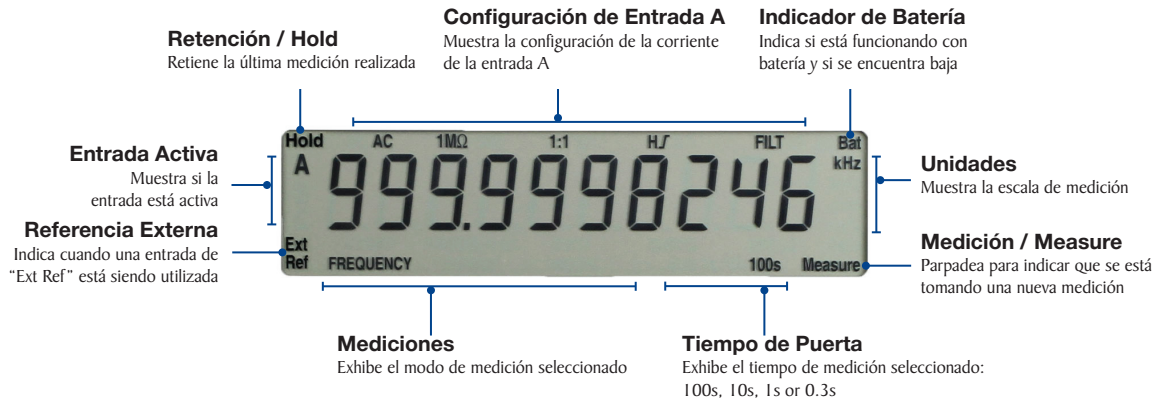 Configuración de Entrada A
Muestra la configuración de la corriente
de la entrada A
Indicador de Batería
Indica si está funcionando con
batería y si se encuentra baja
Retención / Hold
Retiene la última medición realizada
Hold AC 1MΩ 1:1 H⎍ FILT Bat
A 999.9998246 kHz
Ext
Ref FREQUENCY 100s Measure
Entrada Activa
Muestra si la
entrada está activa
Referencia Externa
Indica cuando una entrada de
“Ext Ref” está siendo utilizada
Unidades
Muestra la escala de medición
Medición / Measure
Parpadea para indicar que se está
tomando una nueva medición
Mediciones
Exhibe el modo de medición seleccionado
Tiempo de Puerta
Exhibe el tiempo de medición seleccionado:
100s, 10s, 1s or 0.3s